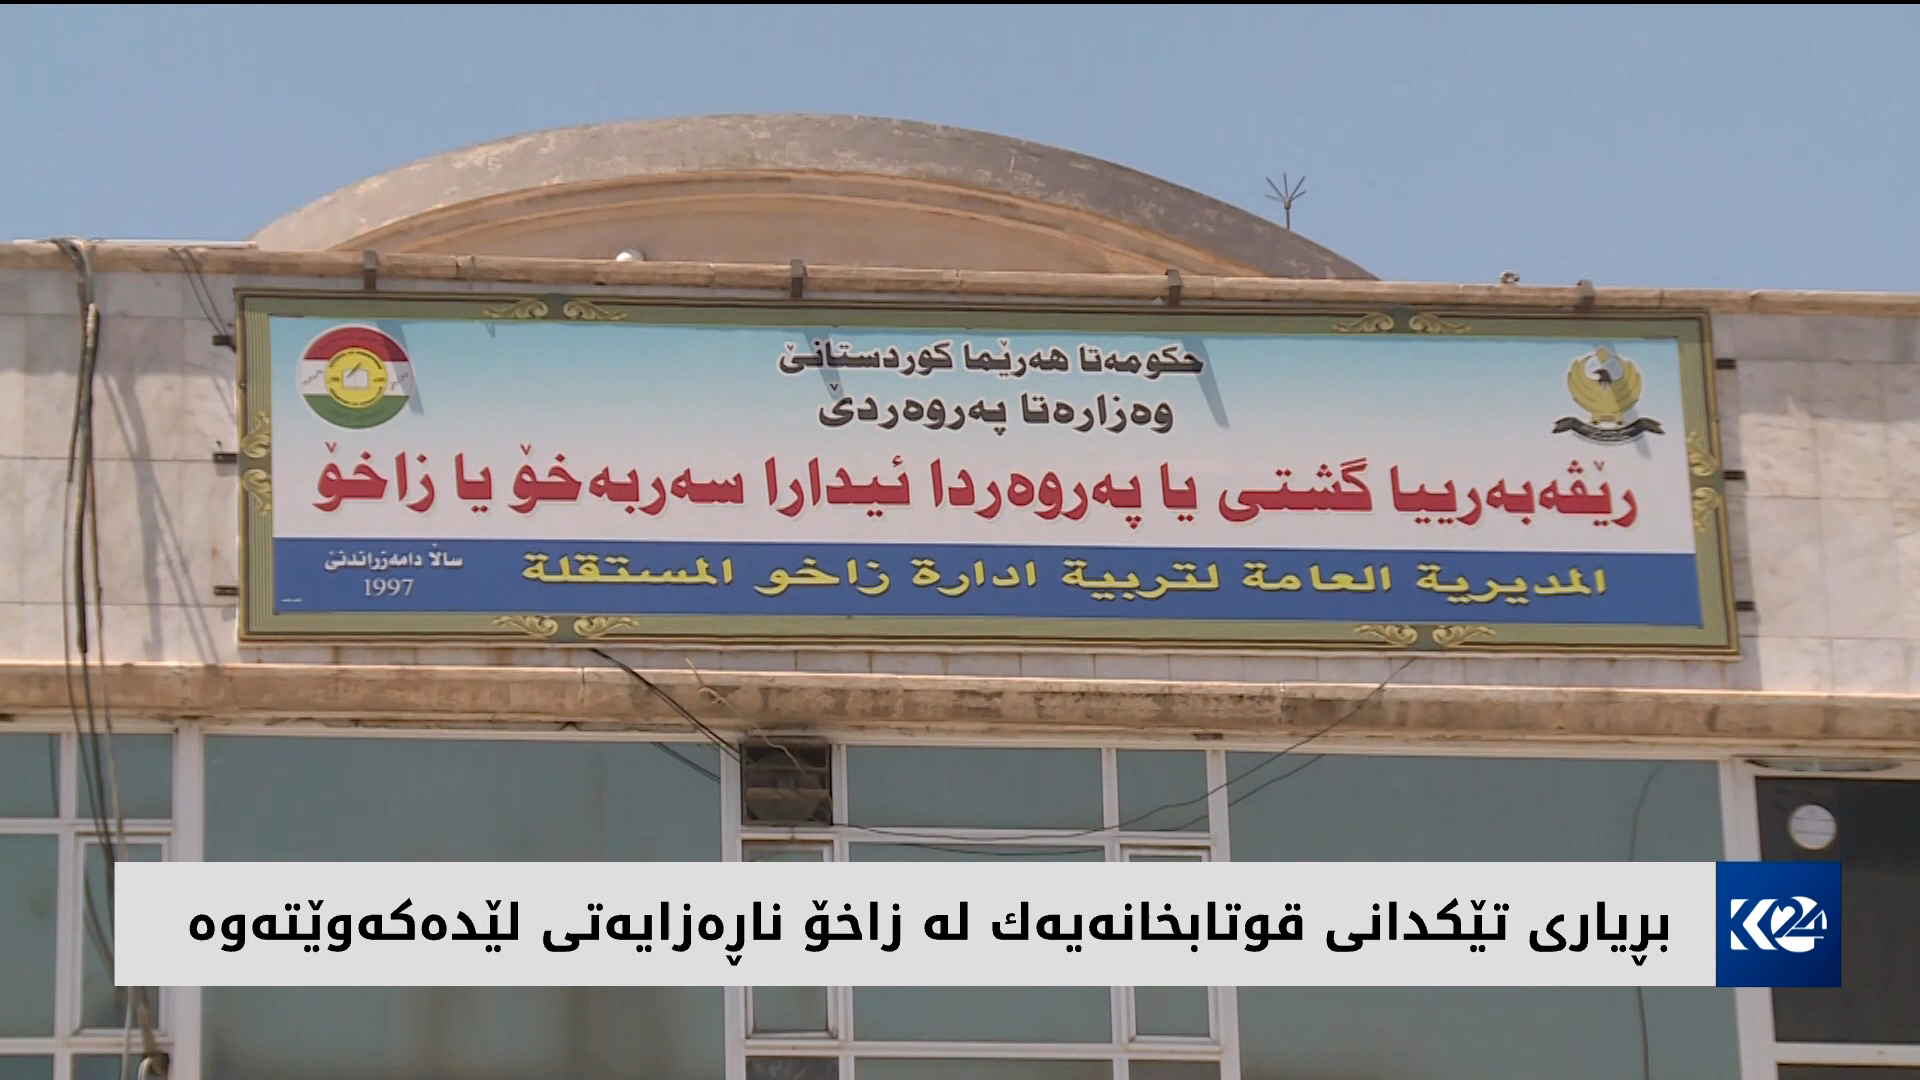 حکومەتا هەرێما کوردستانێ
وەزارەتا پەروەردێ
رێڤەبەرییا گشتی یا پەروەردا ئیدارا سەربەخۆ یا زاخۆ
المديرية العامة لتربية ادارة زاخو المستقلة
سالا دامەزراندنێ
1997
بڕیاری تێکدانی قوتابخانەیەك لە زاخۆ ناڕەزایەتی لێدەکەوێتەوە
K24